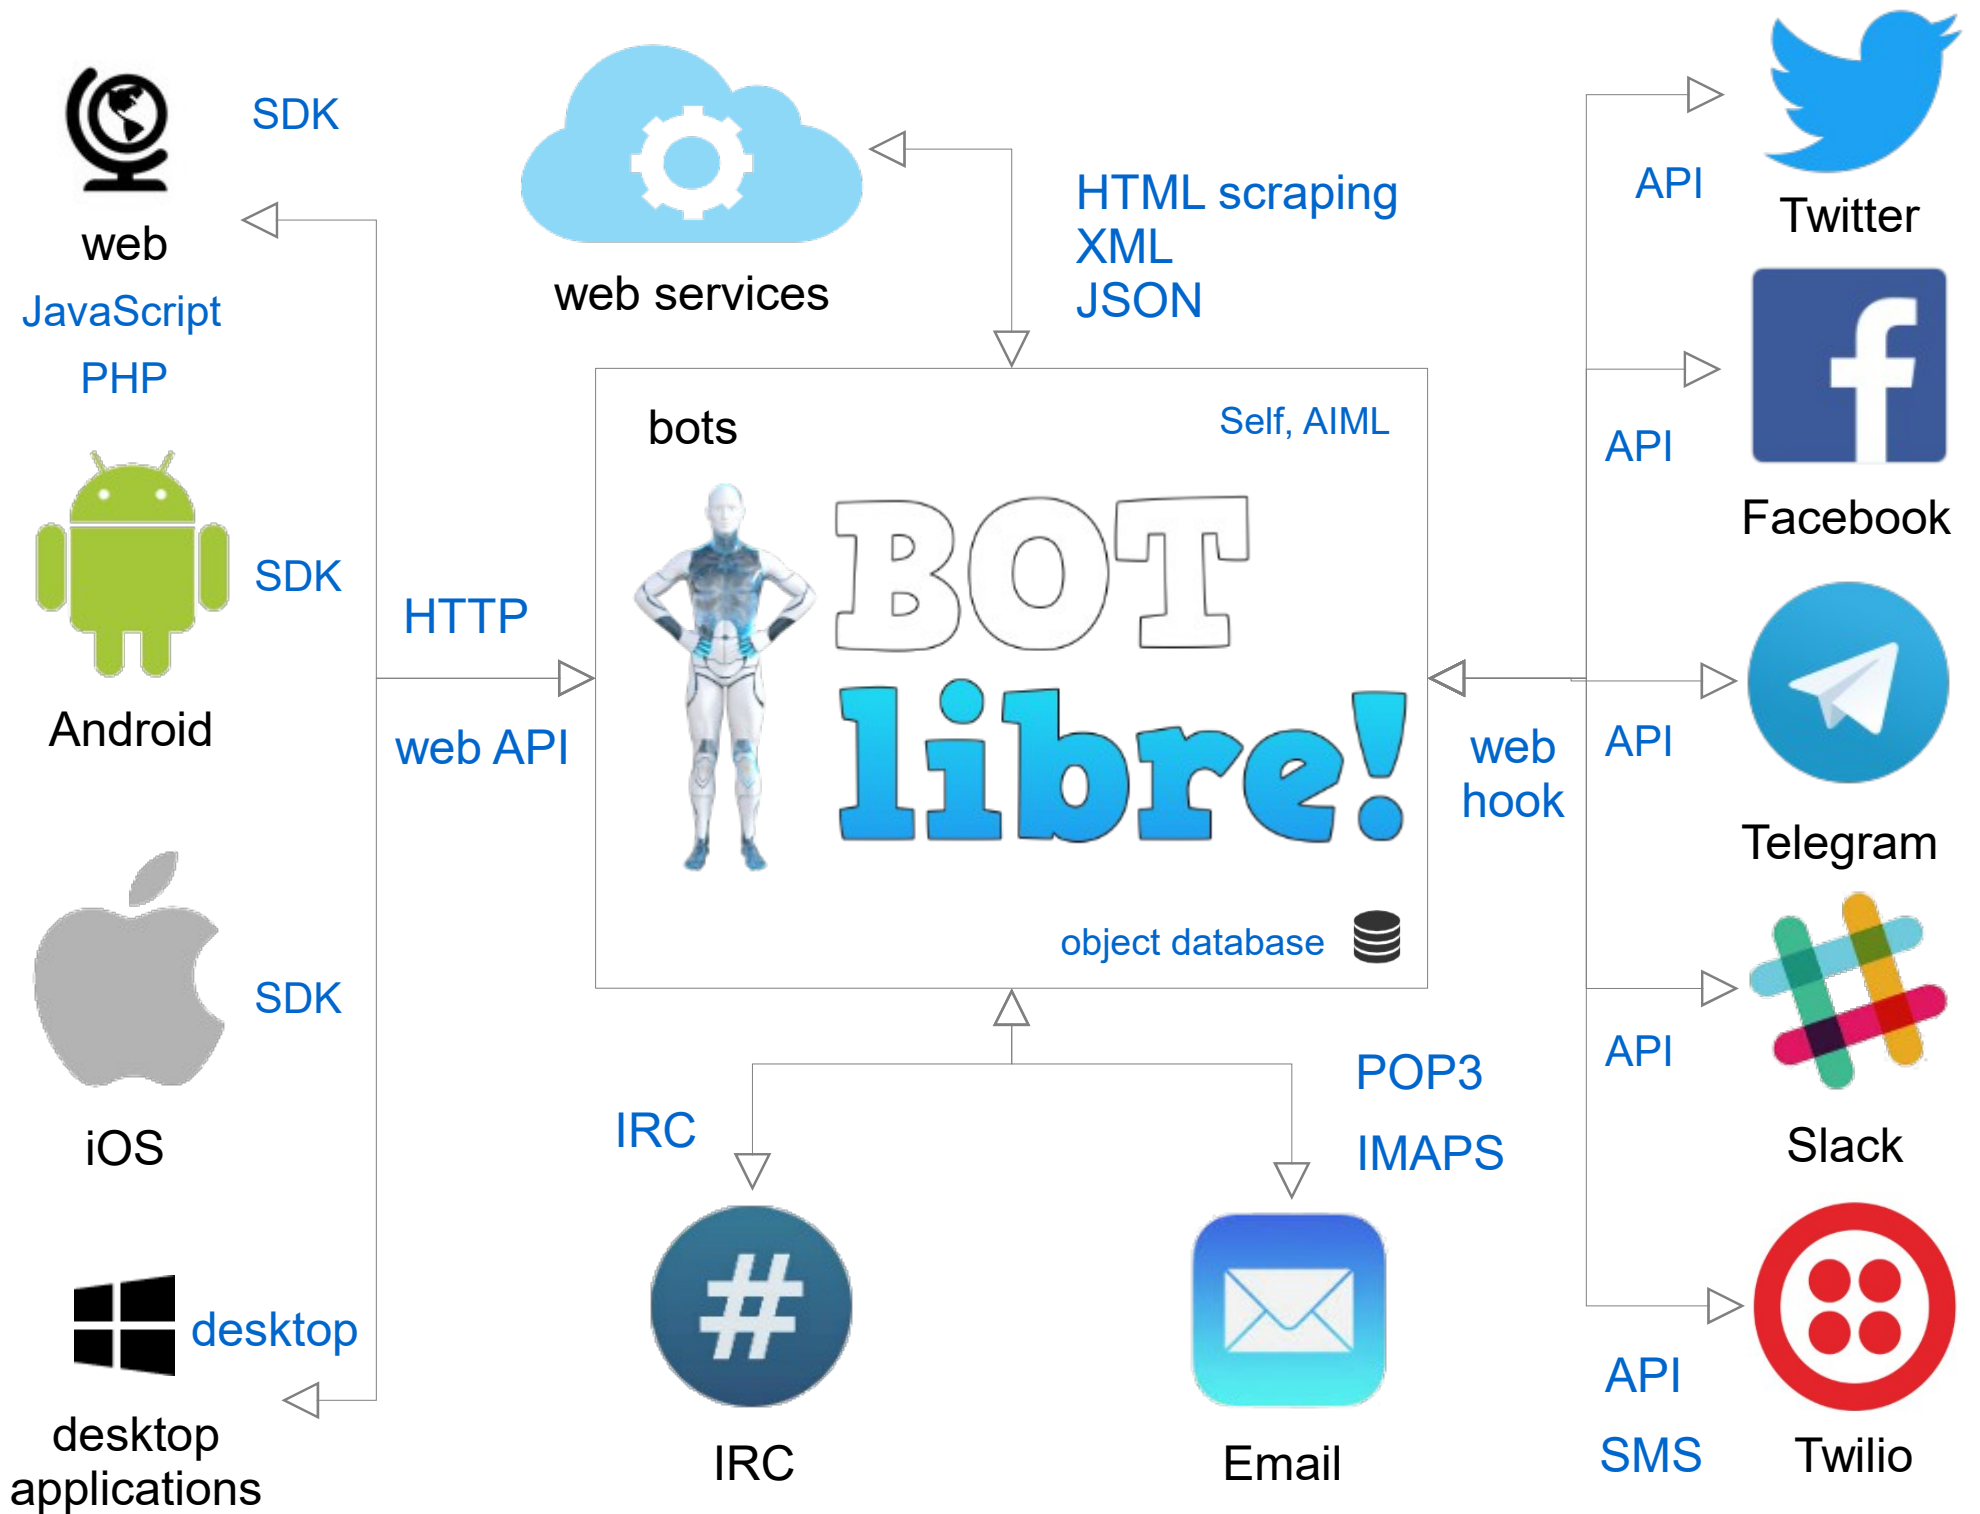 SDK
web
JavaScript
PHP
SDK
Android
SDK
iOS
desktop
desktop
applications
HTTP
web API
web services
HTML scraping
XML
JSON
bots
Self, AIML
BOT
libre!
object database
IRC
IRC
POP3
IMAPS
Email
web
hook
API
Twitter
API
Facebook
API
Telegram
API
Slack
API
SMS
Twilio